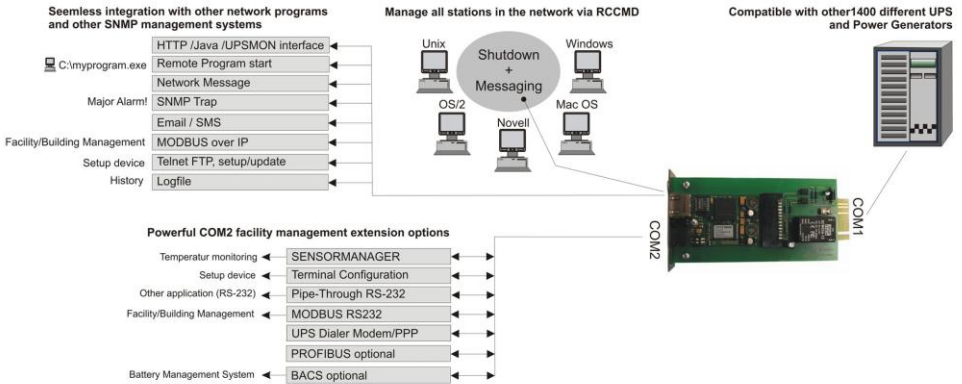 Seemless integration with other network programs
and other SNMP management systems
HTTP /Java /UPSMON interface
C:\myprogram.exe Remote Program start
Network Message
Major Alarm! SNMP Trap
Email / SMS
Facility/Building Management MODBUS over IP
Setup device Telnet FTP, setup/update
History Logfile
Manage all stations in the network via RCCMD
Unix
Shutdown
+
Messaging
Windows
OS/2
Mac OS
Novell
Compatible with other1400 different UPS
and Power Generators
COM2
COM1
Powerful COM2 facility management extension options
Temperatur monitoring SENSORMANAGER
Setup device Terminal Configuration
Other application (RS-232) Pipe-Through RS-232
Facility/Building Management MODBUS RS232
UPS Dialer Modem/PPP
PROFIBUS optional
Battery Management System BACS optional